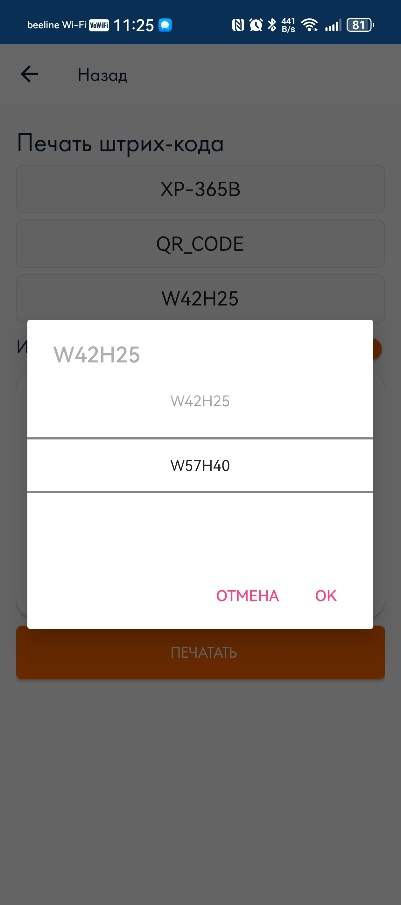 beeline Wi-Fi VoWiFi 11:25 441 B/s 81
Назад
Печать штрих-кода
XP-365B
QR_CODE
W42H25
И
W42H25
W42H25
W57H40
ОТМЕНА OK
ПЕЧАТАТЬ